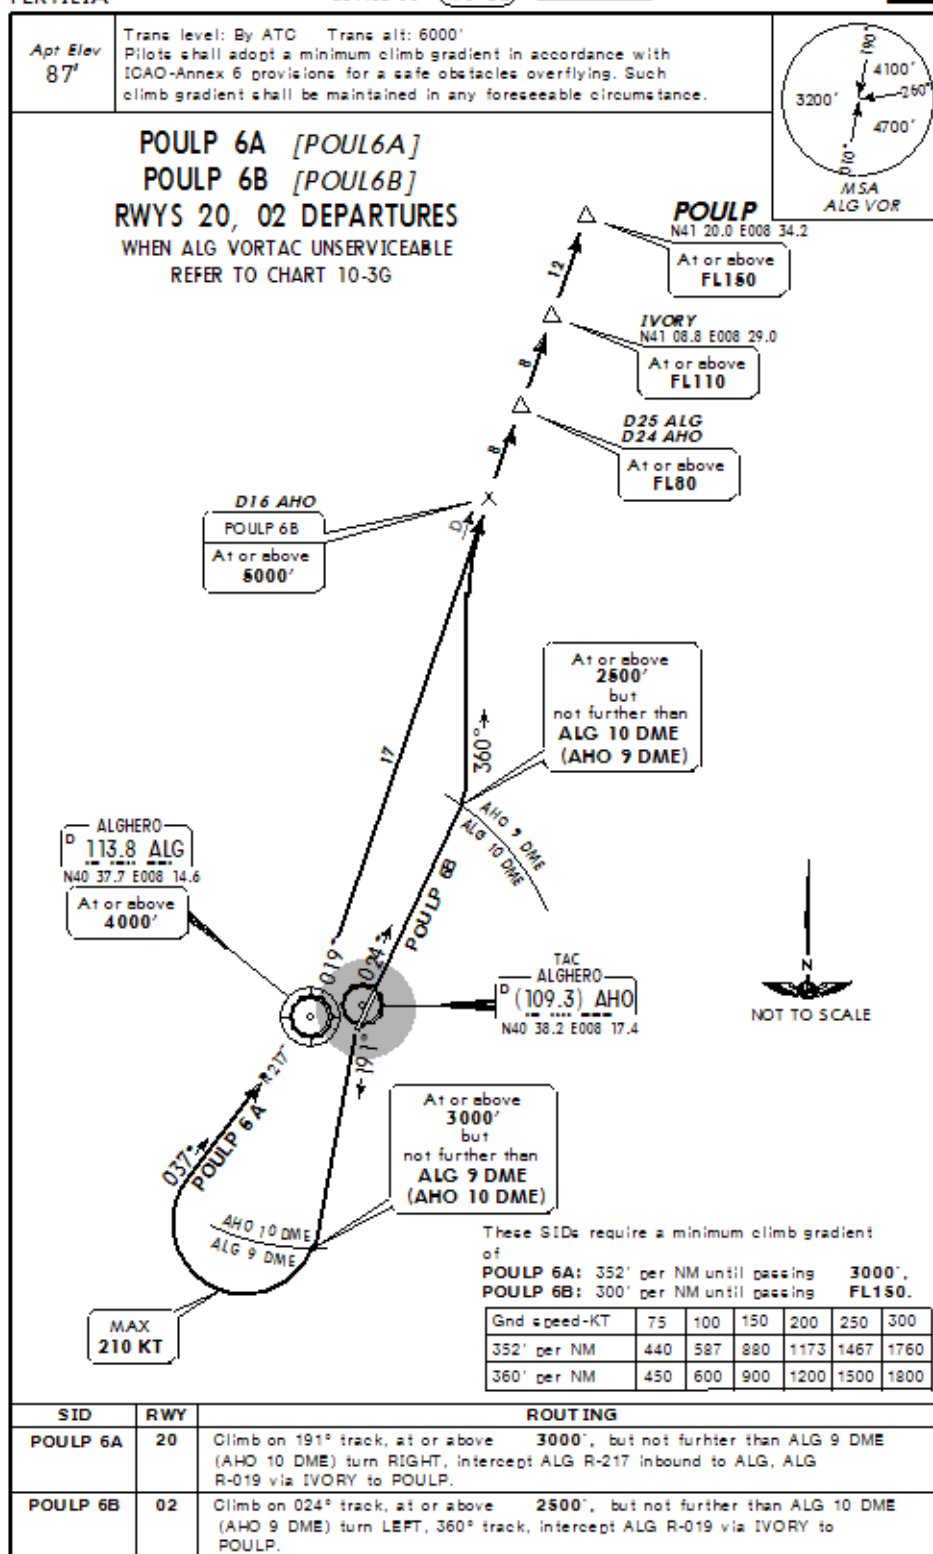 Apt Elev
87'
Trans level: By ATC Trans alt: 6000'
Pilots shall adopt a minimum climb gradient in accordance with
ICAO-Annex 6 provisions for a safe obstacles overflying. Such
climb gradient shall be maintained in any foreseeable circumstance.
190°
4100'
260°
3200'
4700'
010°
MSA
ALG VOR
POULP 6A [POUL6A]
POULP 6B [POUL6B]
RWYS 20, 02 DEPARTURES
WHEN ALG VORTAC UNSERVICEABLE
REFER TO CHART 10-3G
POULP
N41 20.0 E008 34.2
At or above
FL150
12
IVORY
N41 08.8 E008 29.0
At or above
FL110
8
D25 ALG
D24 AHO
At or above
FL80
8
D16 AHO
POULP 6B
At or above
5000'
D
At or above
2500'
but
not further than
ALG 10 DME
(AHO 9 DME)
17
360°
AHO 9 DME
ALG 10 DME
POULP 6B
ALGHERO
D 113.8 ALG
N40 37.7 E008 14.6
At or above
4000'
019°
024°
TAC
ALGHERO
D (109.3) AHO
N40 38.2 E008 17.4
N
NOT TO SCALE
191°
R217°
037°
POULP 6A
At or above
3000'
but
not further than
ALG 9 DME
(AHO 10 DME)
AHO 10 DME
ALG 9 DME
MAX
210 KT
These SIDs require a minimum climb gradient
of
POULP 6A: 352' per NM until passing 3000',
POULP 6B: 300' per NM until passing FL150.
Gnd speed-KT 75 100 150 200 250 300
352' per NM 440 587 880 1173 1467 1760
360' per NM 450 600 900 1200 1500 1800
SID RWY ROUTING
POULP 6A 20 Climb on 191° track, at or above 3000', but not furhter than ALG 9 DME
(AHO 10 DME) turn RIGHT, intercept ALG R-217 inbound to ALG, ALG
R-019 via IVORY to POULP.
POULP 6B 02 Climb on 024° track, at or above 2500', but not further than ALG 10 DME
(AHO 9 DME) turn LEFT, 360° track, intercept ALG R-019 via IVORY to
POULP.